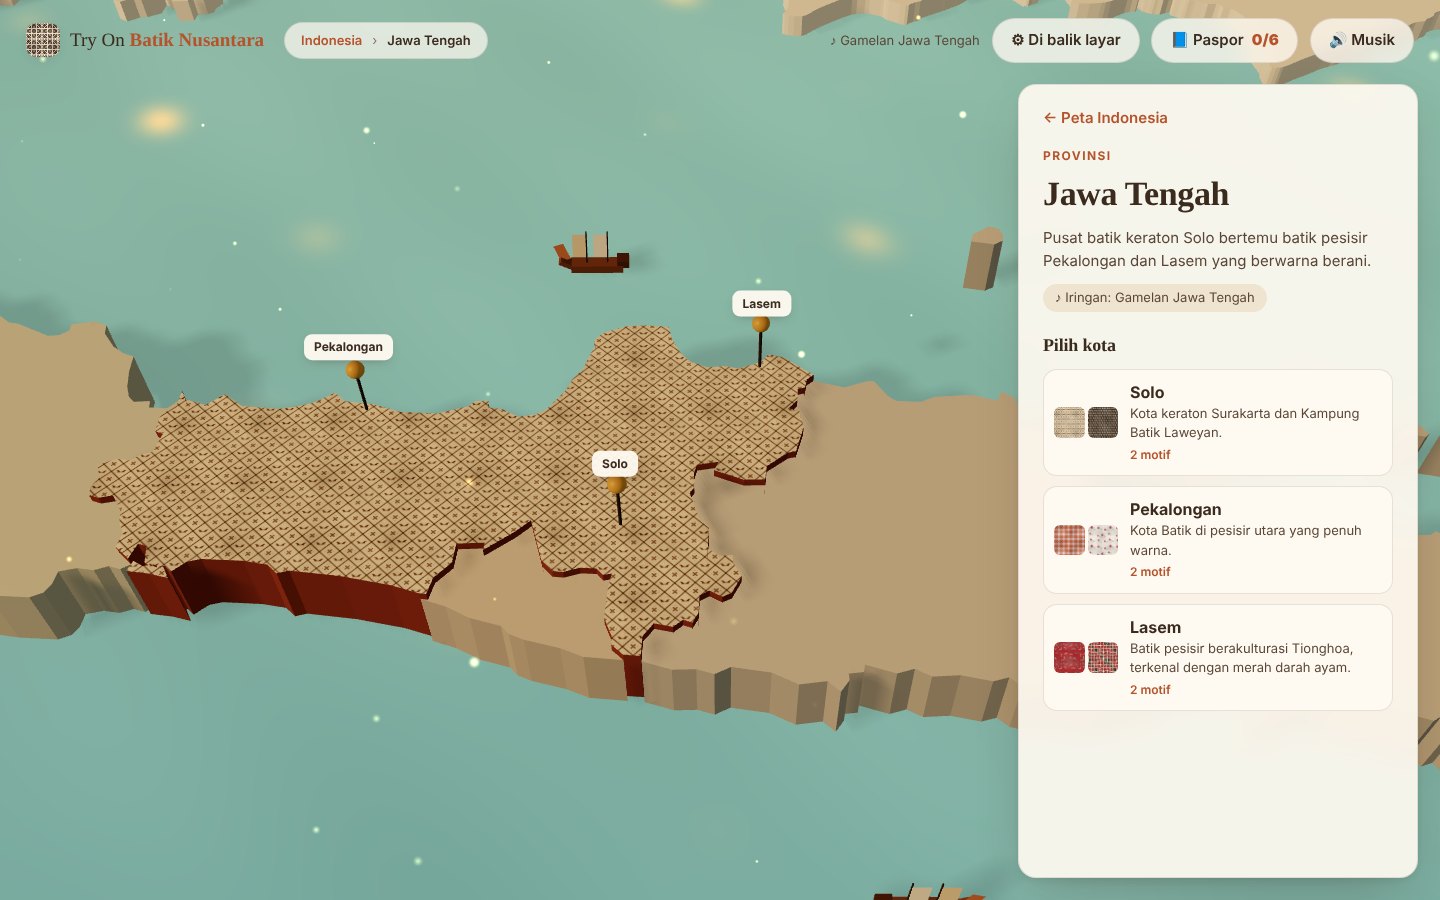 Try On Batik Nusantara
Indonesia › Jawa Tengah
♪ Gamelan Jawa Tengah
⚙ Di balik layar
📘 Paspor 0/6
🔊 Musik
← Peta Indonesia
PROVINSI
Jawa Tengah
Pusat batik keraton Solo bertemu batik pesisir
Pekalongan dan Lasem yang berwarna berani.
♪ Iringan: Gamelan Jawa Tengah
Pilih kota
Solo
Kota keraton Surakarta dan Kampung
Batik Laweyan.
2 motif
Pekalongan
Kota Batik di pesisir utara yang penuh
warna.
2 motif
Lasem
Batik pesisir berakulturasi Tionghoa,
terkenal dengan merah darah ayam.
2 motif
Lasem
Pekalongan
Solo